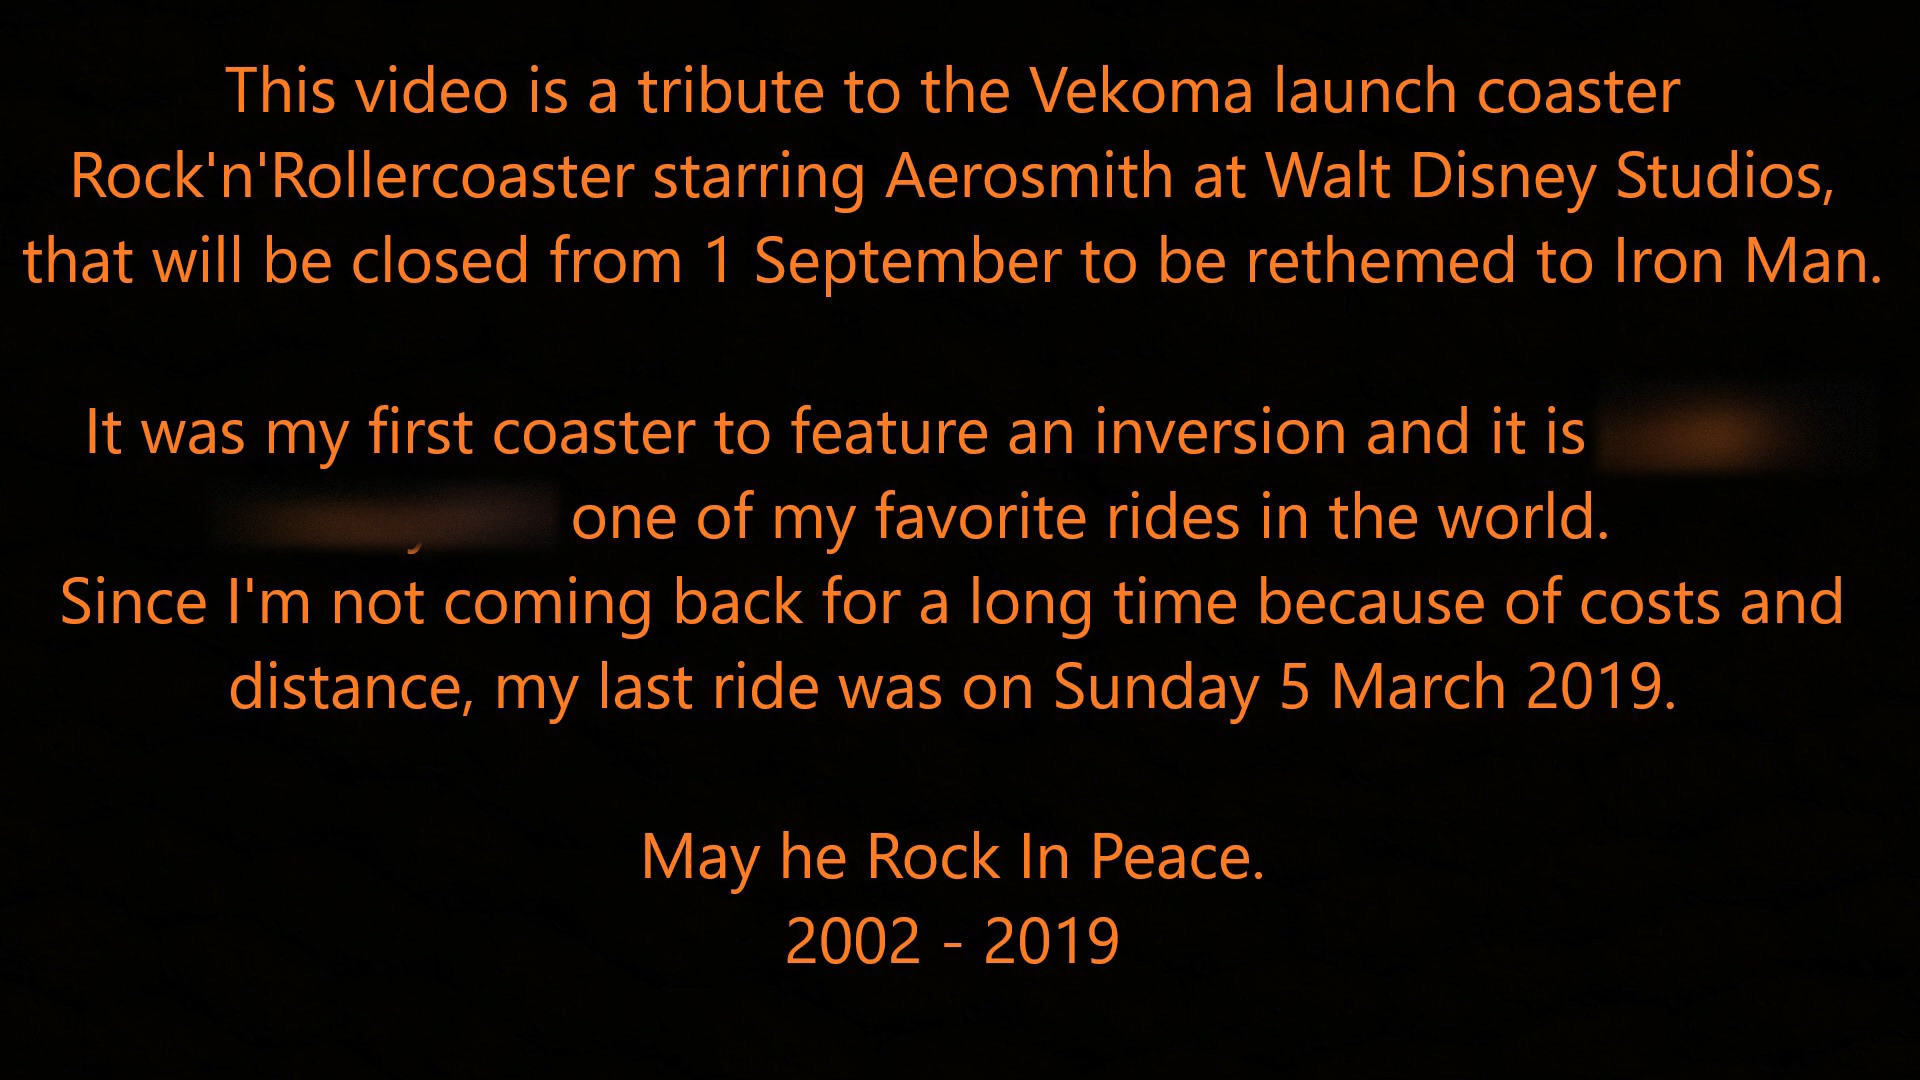 This video is a tribute to the Vekoma launch coaster
Rock'n'Rollercoaster starring Aerosmith at Walt Disney Studios,
that will be closed from 1 September to be rethemed to Iron Man.
It was my first coaster to feature an inversion and it is
one of my favorite rides in the world.
Since I'm not coming back for a long time because of costs and
distance, my last ride was on Sunday 5 March 2019.
May he Rock In Peace.
2002 - 2019